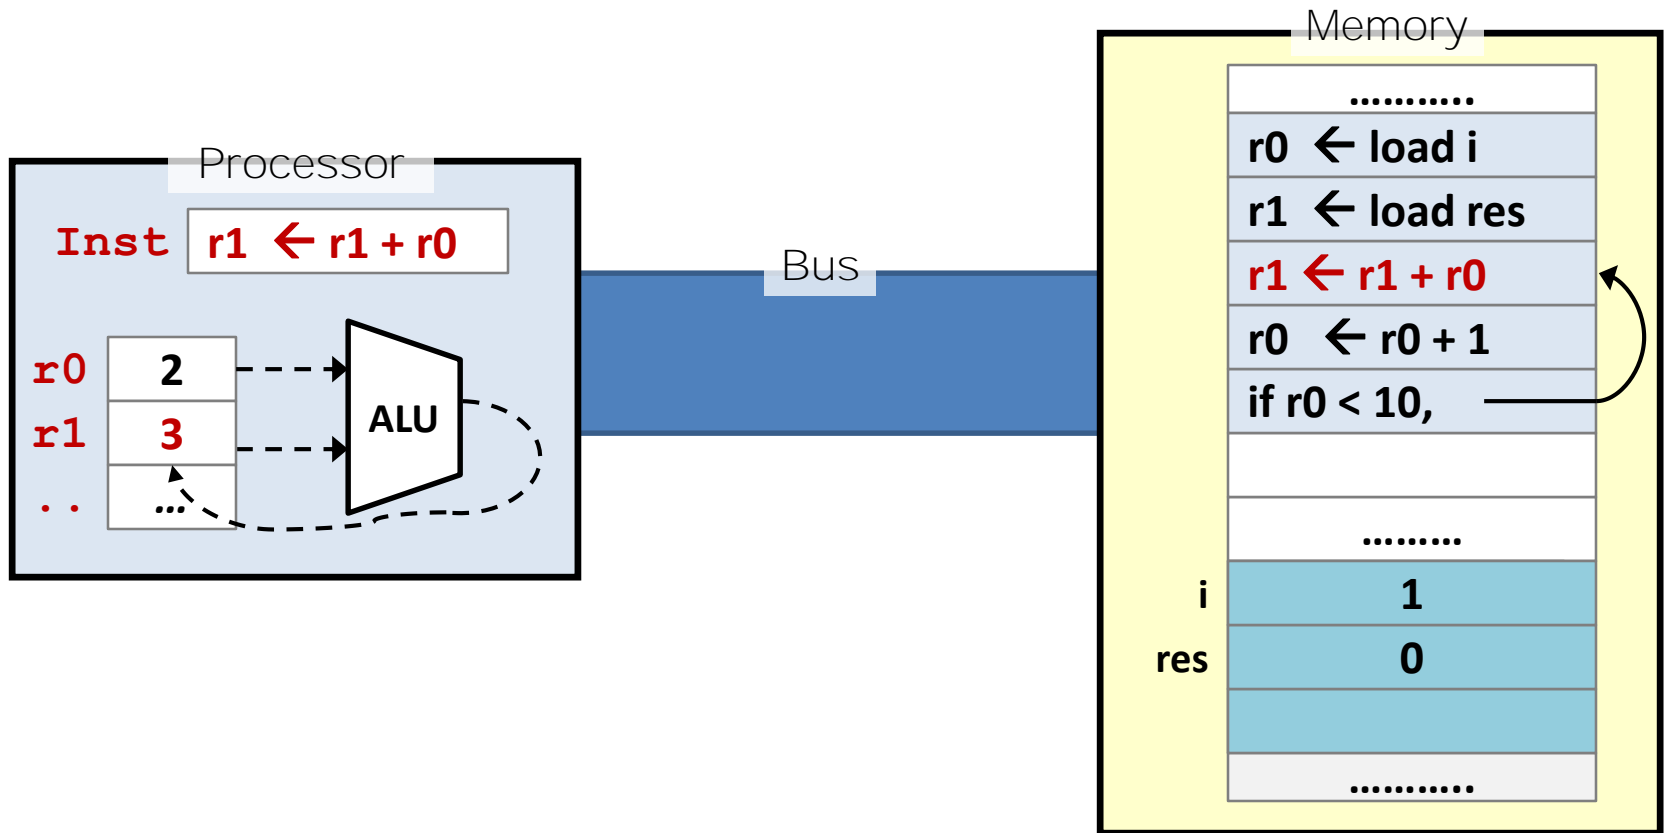 Processor
Inst r1 ← r1 + r0
r0 2
r1 3
.. ...
ALU
Bus
Memory
...........
r0 ← load i
r1 ← load res
r1 ← r1 + r0
r0 ← r0 + 1
if r0 < 10,
.........
i 1
res 0
...........